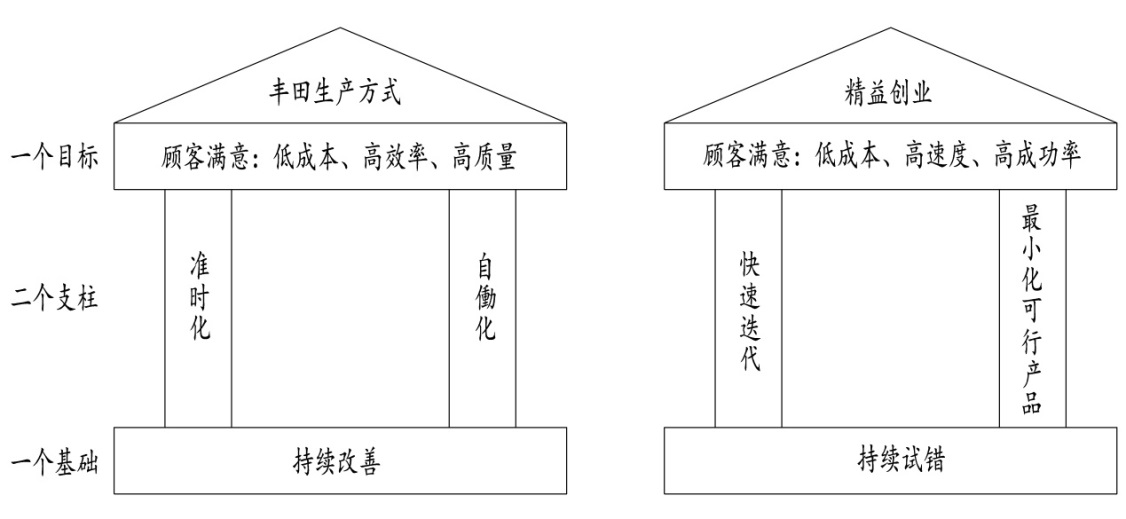 丰田生产方式
精益创业
一个目标
顾客满意：低成本、高效率、高质量
顾客满意：低成本、高速度、高成功率
二个支柱
准时化
自働化
快速迭代
最小化可行产品
一个基础
持续改善
持续试错